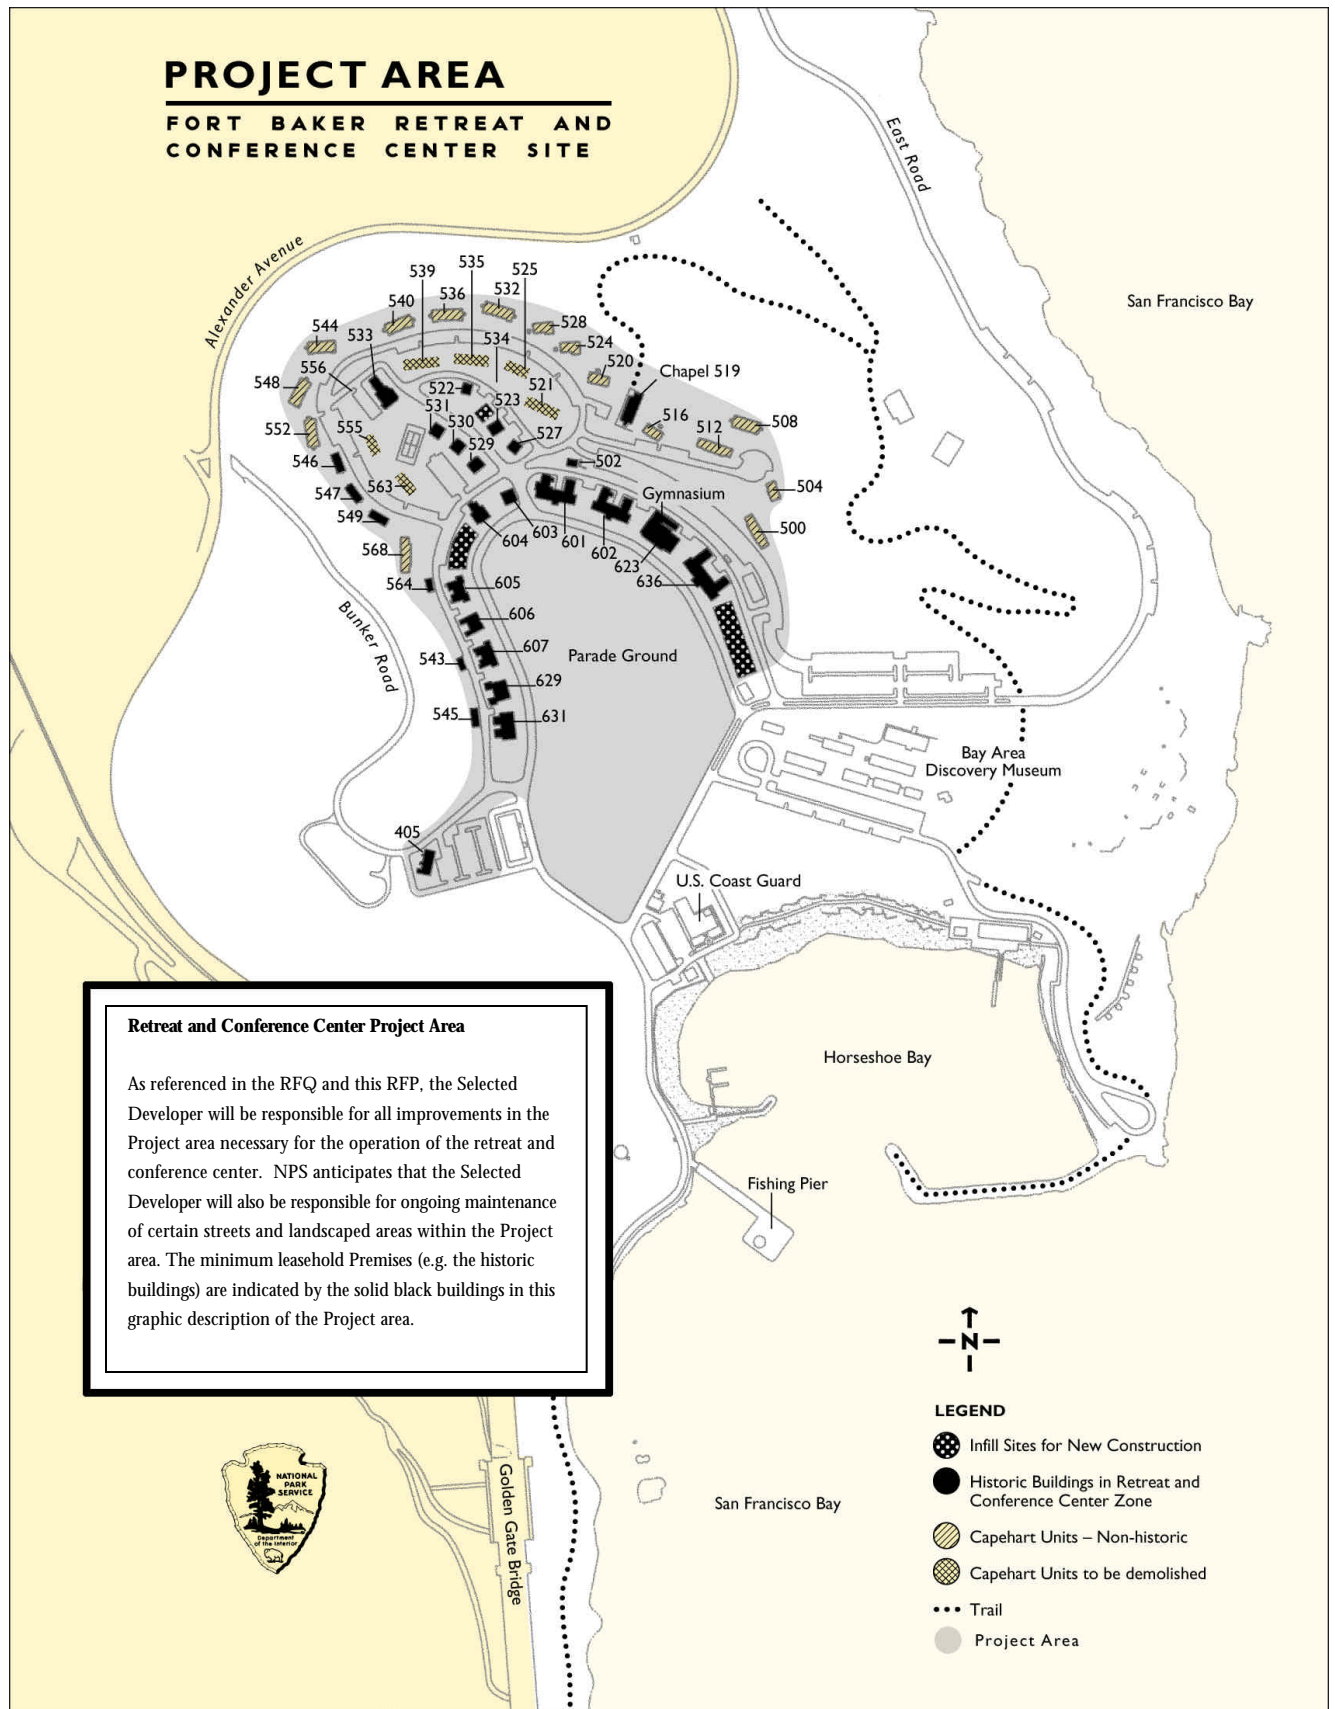 PROJECT AREA
FORT BAKER RETREAT AND
CONFERENCE CENTER SITE
East Road
Alexander Avenue
San Francisco Bay
539
535
525
540
536
532
544
533
534
528
524
556
520
548
522
521
Chapel 519
531
523
516
508
552
555
530
512
529
527
546
502
563
504
547
Gymnasium
549
603
601
500
604
602
568
623
564
605
636
606
Bunker Road
607
543
Parade Ground
629
545
631
Bay Area
Discovery Museum
405
U.S. Coast Guard
Retreat and Conference Center Project Area
As referenced in the RFQ and this RFP, the Selected
Developer will be responsible for all improvements in the
Project area necessary for the operation of the retreat and
conference center. NPS anticipates that the Selected
Developer will also be responsible for ongoing maintenance
of certain streets and landscaped areas within the Project
area. The minimum leasehold Premises (e.g. the historic
buildings) are indicated by the solid black buildings in this
graphic description of the Project area.
Horseshoe Bay
Fishing Pier
N
LEGEND
Infill Sites for New Construction
Historic Buildings in Retreat and
Conference Center Zone
Capehart Units – Non-historic
Capehart Units to be demolished
Trail
Project Area
NATIONAL
PARK
SERVICE
Department
of the Interior
Golden Gate Bridge
San Francisco Bay